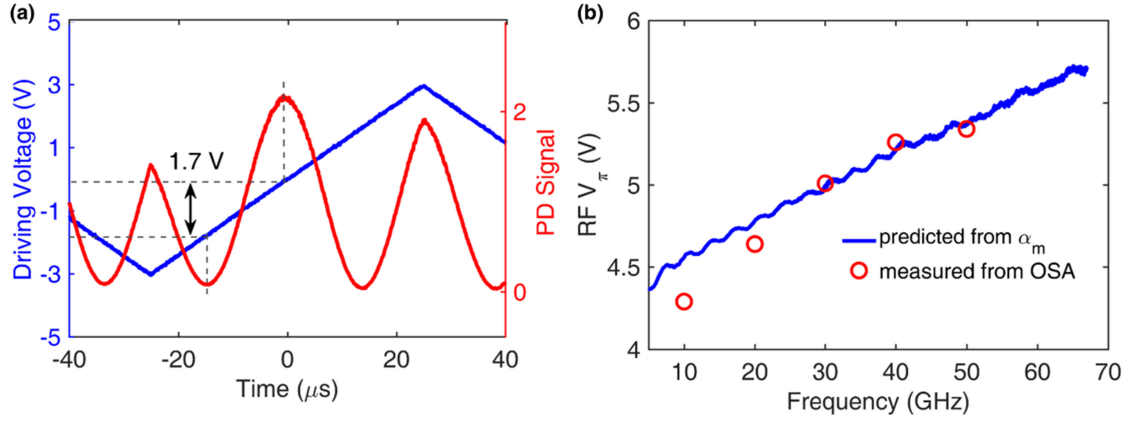 (a)
Driving Voltage (V)
5
3
1
-1
-3
-5
1.7 V
2
0
PD Signal
-40
-20
0
20
40
Time (μs)
(b)
RF Vπ (V)
6
5.5
5
4.5
4
predicted from αm
measured from OSA
10
20
30
40
50
60
70
Frequency (GHz)